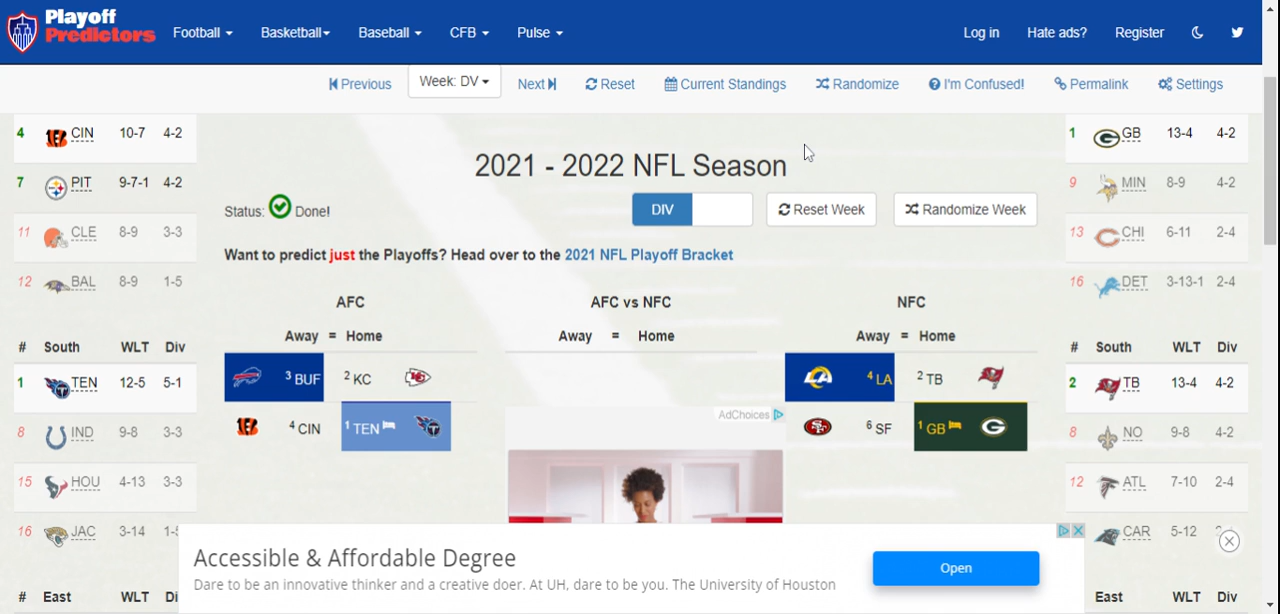 Playoff
Predictors
Football Basketball Baseball CFB Pulse Log in Hate ads? Register
Previous Week: DV Next Reset Current Standings Randomize I'm Confused! Permalink Settings
4 CIN 10-7 4-2
7 PIT 9-7-1 4-2
11 CLE 8-9 3-3
12 BAL 8-9 1-5
# South WLT Div
1 TEN 12-5 5-1
8 IND 9-8 3-3
15 HOU 4-13 3-3
16 JAC 3-14
# East WLT
2021 - 2022 NFL Season
Status: Done!
DIV Reset Week Randomize Week
Want to predict just the Playoffs? Head over to the 2021 NFL Playoff Bracket
AFC AFC vs NFC NFC
Away = Home Away = Home Away = Home
3 BUF 2 KC 4 LA 2 TB
4 CIN 1 TEN 6 SF 1 GB
AdChoices
1 GB 13-4 4-2
9 MIN 8-9 2-4
13 CHI 6-11 2-4
16 DET 3-13-1 2-4
# South WLT Div
2 TB 13-4 4-2
8 NO 9-8 4-2
12 ATL 7-10 2-4
CAR 5-12
East WLT Div
Accessible & Affordable Degree
Dare to be an innovative thinker and a creative doer. At UH, dare to be you. The University of Houston
Open